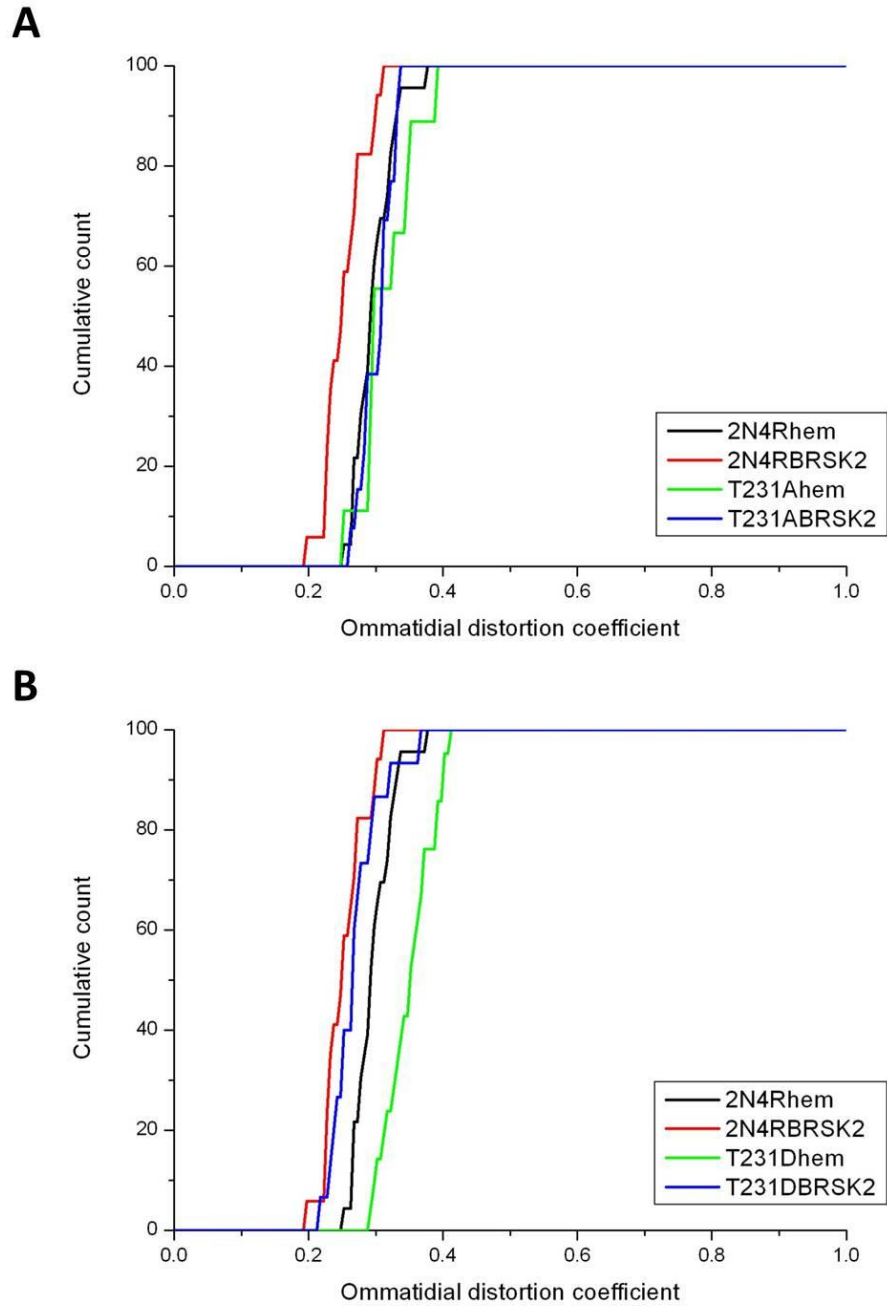 A
100
80
60
40
20
0
Cumulative count
0.0 0.2 0.4 0.6 0.8 1.0
Ommatidial distortion coefficient
2N4Rhem
2N4RBRSK2
T231Ahem
T231ABRSK2
B
100
80
60
40
20
0
Cumulative count
0.0 0.2 0.4 0.6 0.8 1.0
Ommatidial distortion coefficient
2N4Rhem
2N4RBRSK2
T231Dhem
T231DBRSK2